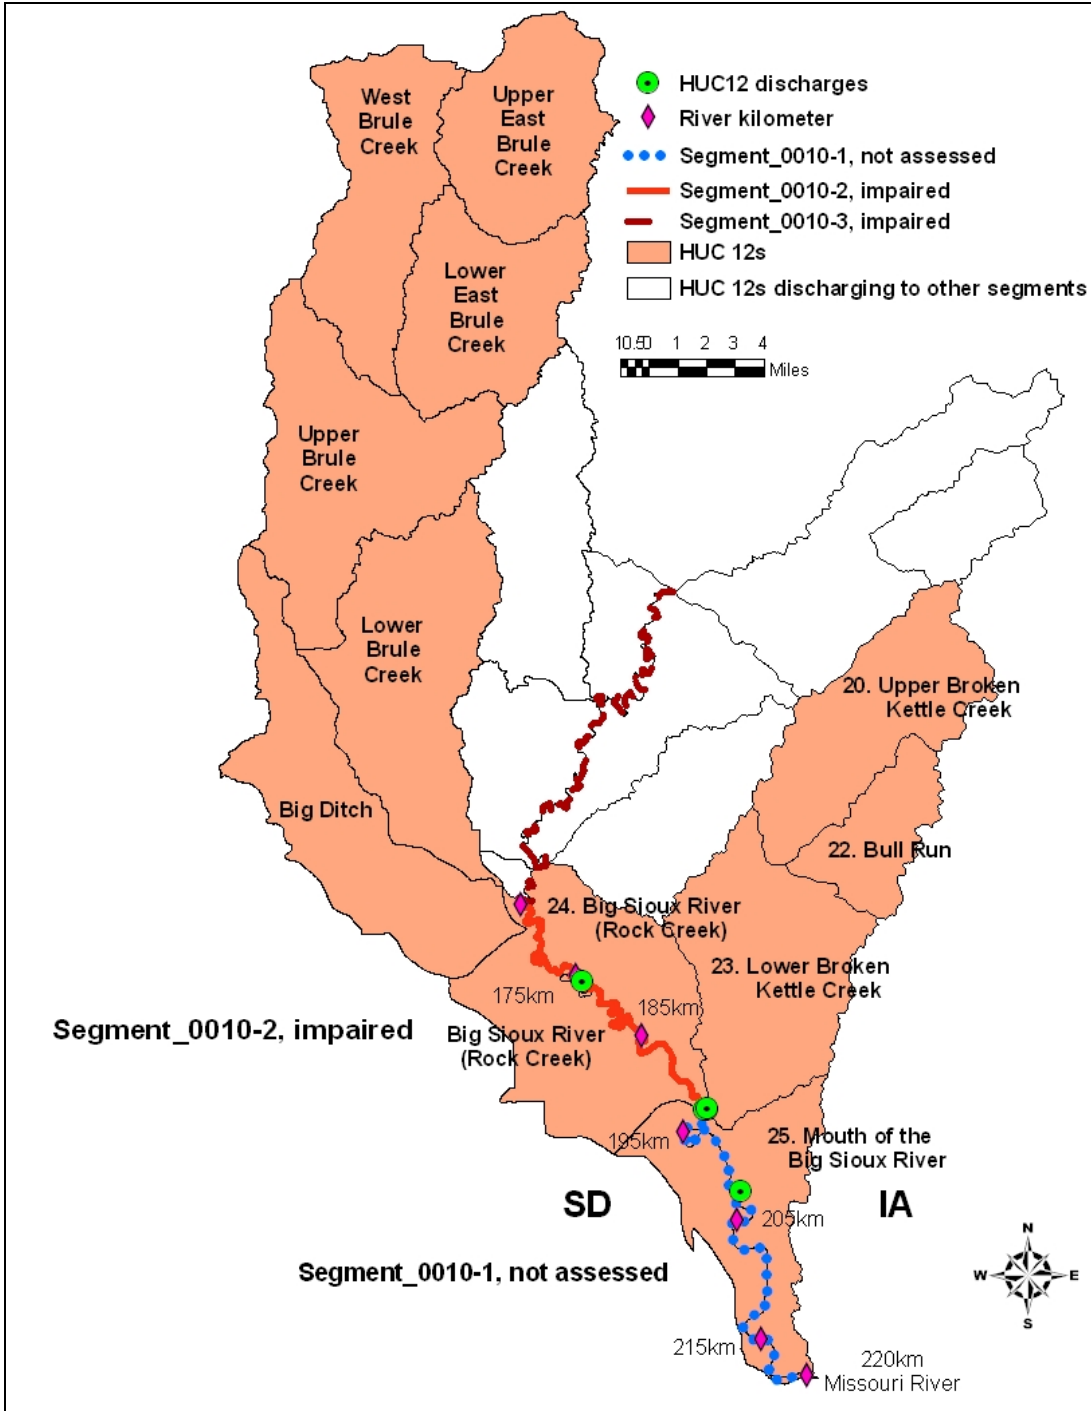 West
Brule
Creek
Upper
East
Brule
Creek
HUC12 discharges
River kilometer
Segment_0010-1, not assessed
Segment_0010-2, impaired
Segment_0010-3, impaired
HUC 12s
HUC 12s discharging to other segments
Lower
East
Brule
Creek
1 0.5 0 1 2 3 4
Miles
Upper
Brule
Creek
Lower
Brule
Creek
20. Upper Broken
Kettle Creek
Big Ditch
22. Bull Run
24. Big Sioux River
(Rock Creek)
23. Lower Broken
Kettle Creek
175km
185km
Segment_0010-2, impaired
Big Sioux River
(Rock Creek)
195km
25. Mouth of the
Big Sioux River
SD
IA
205km
Segment_0010-1, not assessed
N
W
E
S
215km
220km
Missouri River